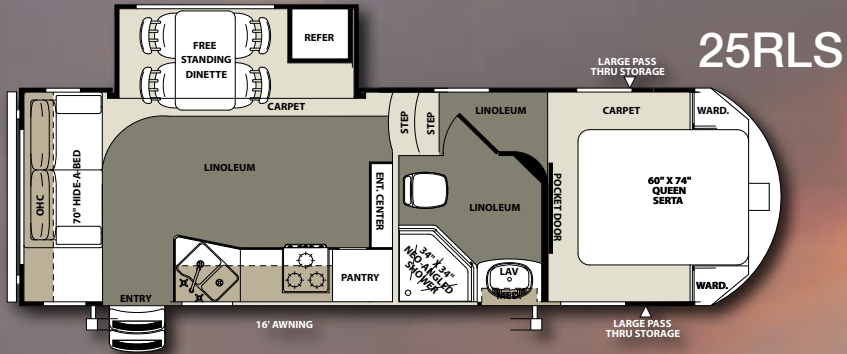 25RLS
FREE
STANDING
DINETTE
REFER
LARGE PASS
THRU STORAGE
CARPET
STEP
STEP
LINOLEUM
CARPET
WARD.
OHC
70" HIDE-A-BED
LINOLEUM
ENT. CENTER
LINOLEUM
POCKET DOOR
60" X 74"
QUEEN
SERTA
34" X 34"
NEO-ANGLED
SHOWER
PANTRY
LAV
MED.
WARD.
ENTRY
16' AWNING
LARGE PASS
THRU STORAGE